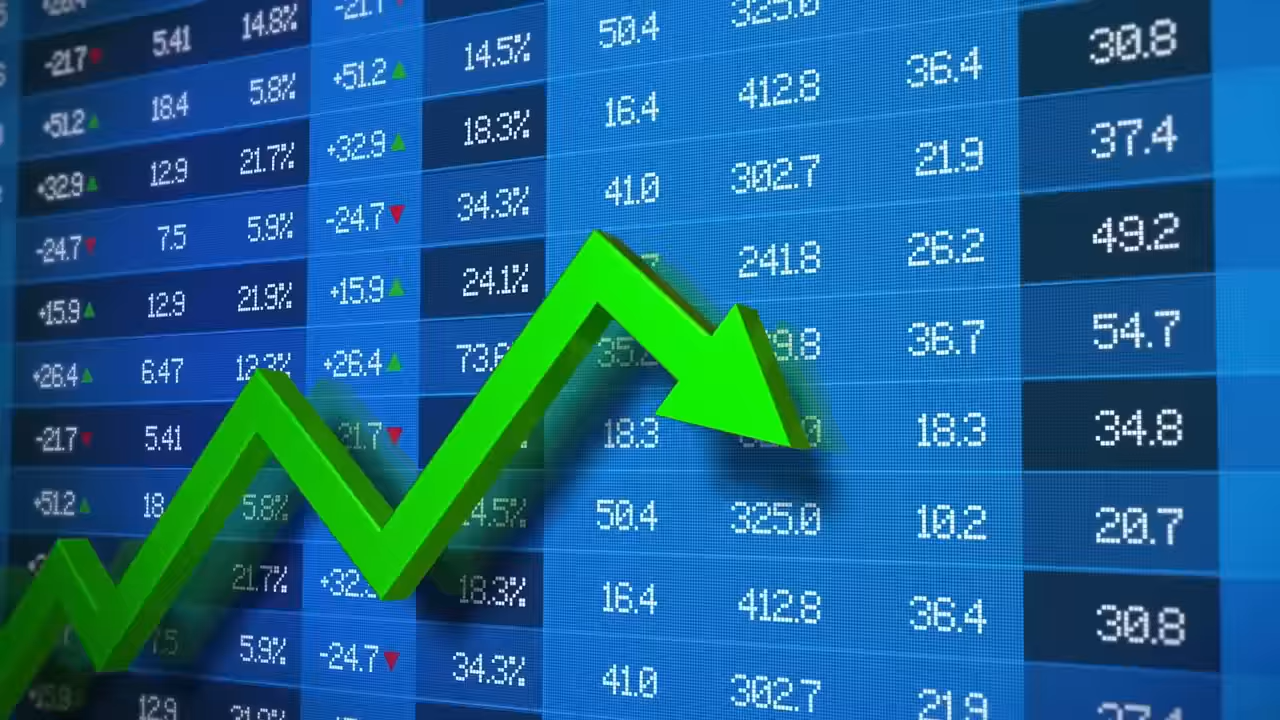 -21.7 5.41 14.8% +51.2 14.5% 50.4 412.8 36.4 30.8
+51.2 18.4 5.8% +32.9 18.3% 16.4 302.7 21.9 37.4
+32.9 12.9 21.7% -24.7 34.3% 41.0 241.8 26.2 49.2
-24.7 7.5 5.9% +15.9 24.1% 36.7 54.7
+15.9 12.9 21.9% +26.4 18.3 18.3 34.8
+26.4 6.47 12.3% 50.4 325.0 10.2 20.7
-21.7 5.41 18.3% 16.4 412.8 36.4 30.8
+51.2 5.8% -24.7 34.3% 41.0 302.7 21.9
21.7%
5.9%
12.9